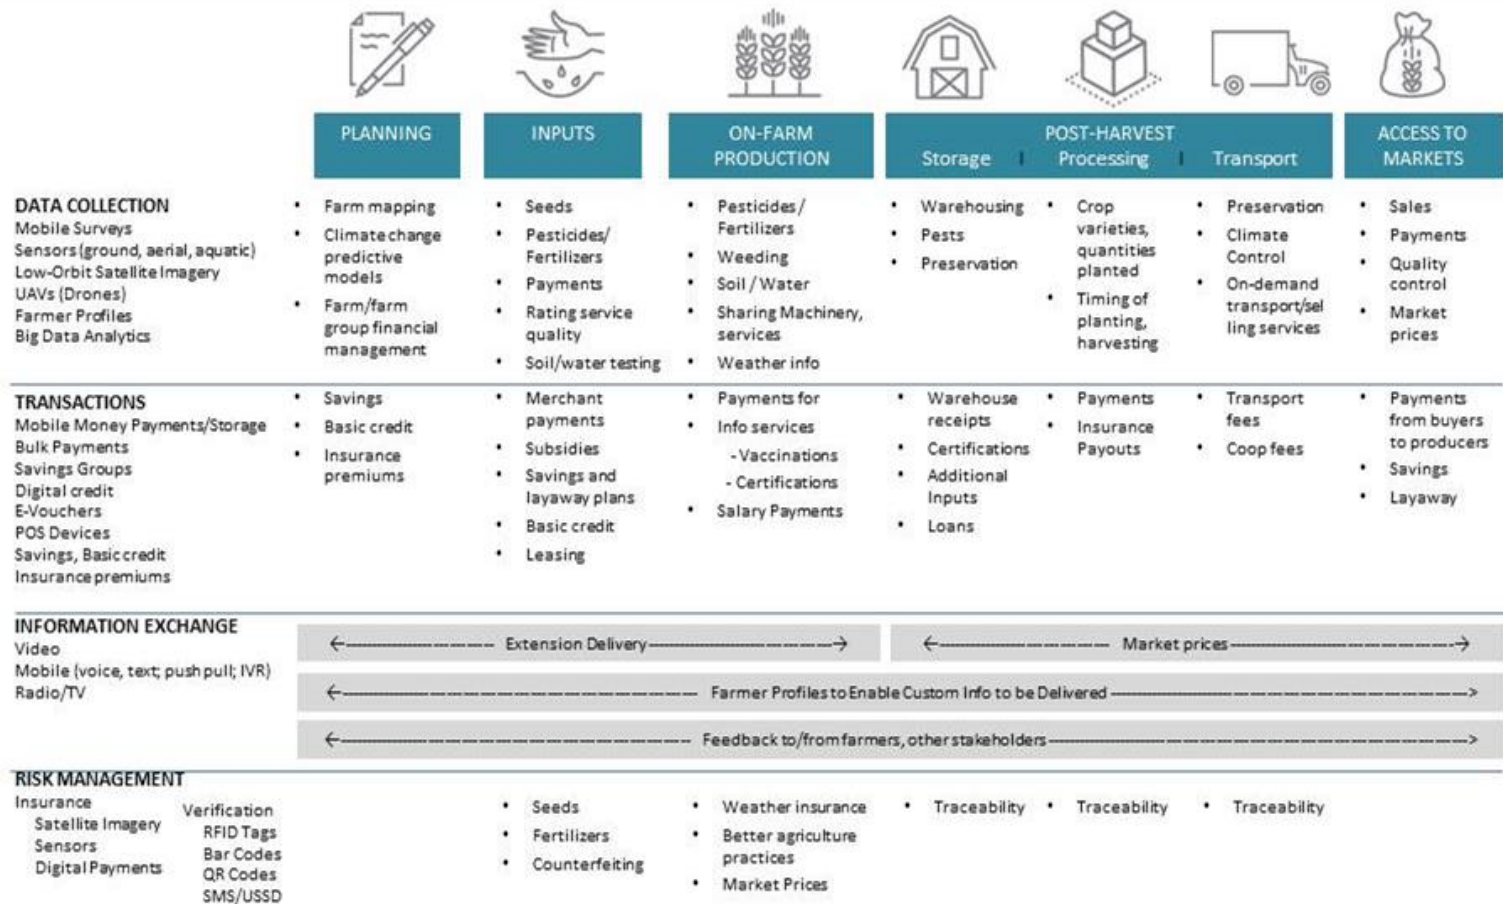 PLANNING
INPUTS
ON-FARM
PRODUCTION
POST-HARVEST
Storage | Processing | Transport
ACCESS TO
MARKETS
DATA COLLECTION
Mobile Surveys
Sensors (ground, aerial, aquatic)
Low-Orbit Satellite Imagery
UAVs (Drones)
Farmer Profiles
Big Data Analytics
• Farm mapping
• Climate change
predictive
models
• Farm/farm
group financial
management
• Seeds
• Pesticides/
Fertilizers
• Payments
• Rating service
quality
• Soil/water testing
• Pesticides/
Fertilizers
• Weeding
• Soil / Water
• Sharing Machinery,
services
• Weather info
• Warehousing
• Pests
• Preservation
• Crop
varieties,
quantities
planted
• Timing of
planting,
harvesting
• Preservation
• Climate
Control
• On-demand
transport/sel
ling services
• Sales
• Payments
• Quality
control
• Market
prices
TRANSACTIONS
Mobile Money Payments/Storage
Bulk Payments
Savings Groups
Digital credit
E-Vouchers
POS Devices
Savings, Basic credit
Insurance premiums
• Savings
• Basic credit
• Insurance
premiums
• Merchant
payments
• Subsidies
• Savings and
layaway plans
• Basic credit
• Leasing
• Payments for
• Info services
- Vaccinations
- Certifications
• Salary Payments
• Warehouse
receipts
• Certifications
• Additional
Inputs
• Loans
• Payments
• Insurance
Payouts
• Transport
fees
• Coop fees
• Payments
from buyers
to producers
• Savings
• Layaway
INFORMATION EXCHANGE
Video
Mobile (voice, text; push pull; IVR)
Radio/TV
Extension Delivery
Market prices
Farmer Profiles to Enable Custom Info to be Delivered
Feedback to/from farmers, other stakeholders
RISK MANAGEMENT
Insurance
Satellite Imagery
Sensors
Digital Payments
Verification
RFID Tags
Bar Codes
QR Codes
SMS/USSD
• Seeds
• Fertilizers
• Counterfeiting
• Weather insurance
• Better agriculture
practices
• Market Prices
• Traceability
• Traceability
• Traceability